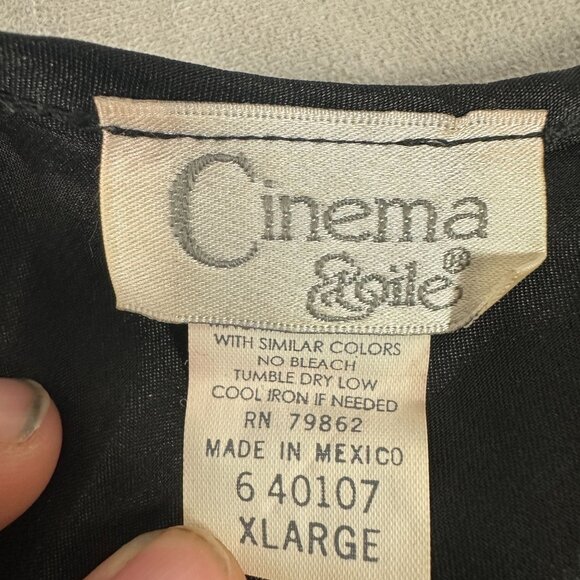 Cinema
Etoile®
WITH SIMILAR COLORS
NO BLEACH
TUMBLE DRY LOW
COOL IRON IF NEEDED
RN 79862
MADE IN MEXICO
6 40107
XLARGE